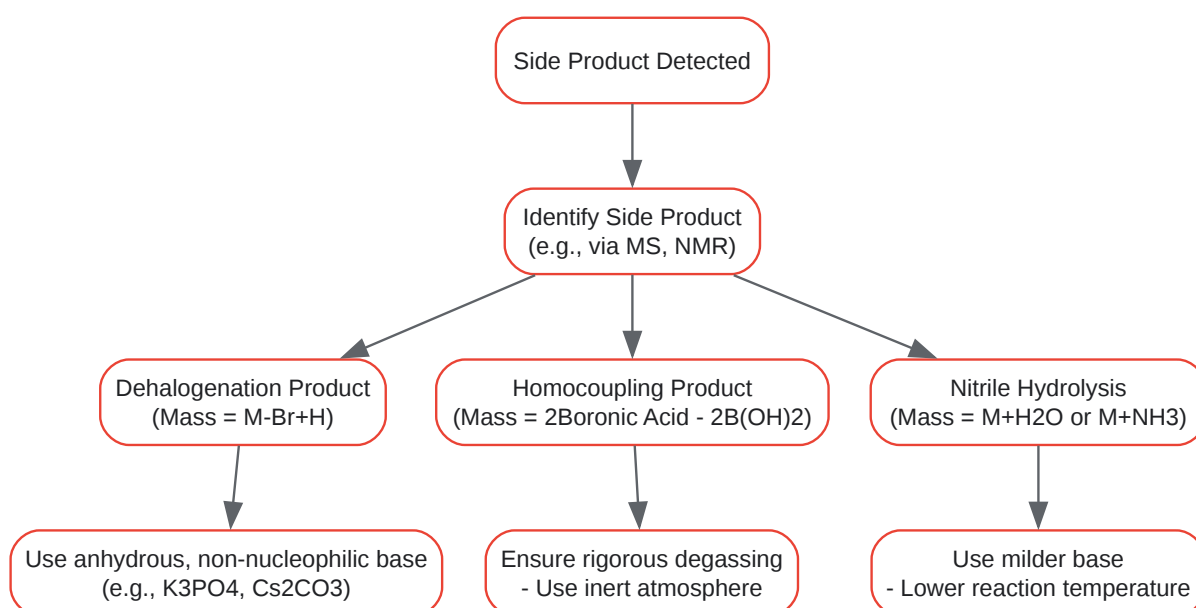 Side Product Detected
Identify Side Product
(e.g., via MS, NMR)
Dehalogenation Product
(Mass = M-Br+H)
Homocoupling Product
(Mass = 2Boronic Acid - 2B(OH)2)
Nitrile Hydrolysis
(Mass = M+H2O or M+NH3)
Use anhydrous, non-nucleophilic base
(e.g., K3PO4, Cs2CO3)
Ensure rigorous degassing
- Use inert atmosphere
Use milder base
- Lower reaction temperature